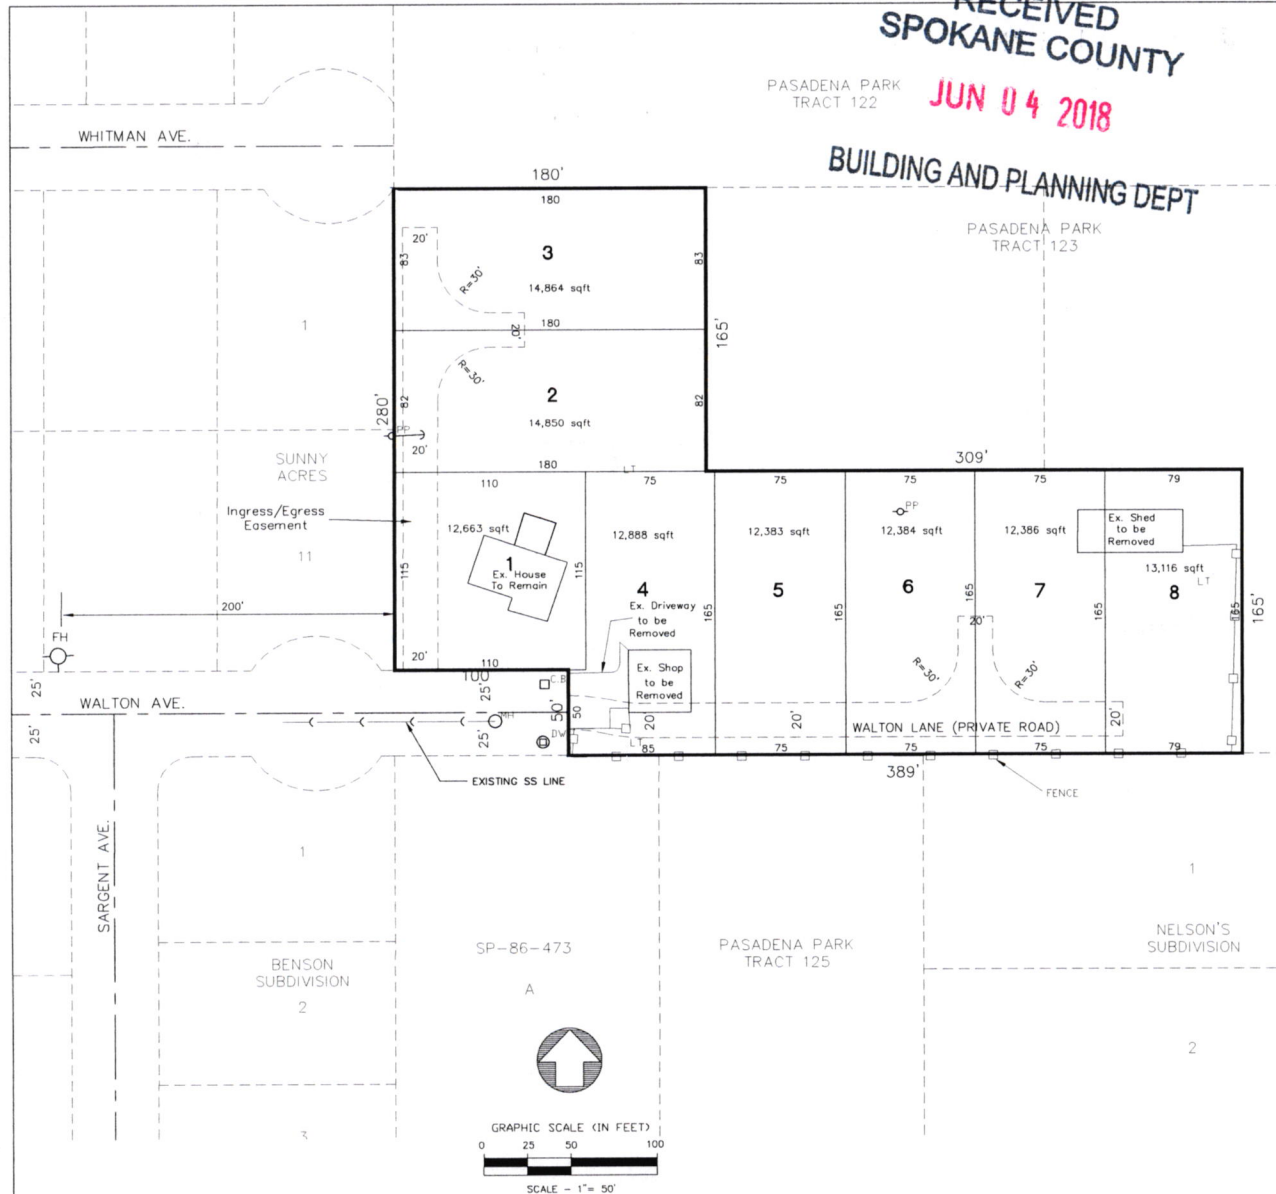 RECEIVED
SPOKANE COUNTY
JUN 04 2018
BUILDING AND PLANNING DEPT
PASADENA PARK
TRACT 122
WHITMAN AVE.
180'
180
PASADENA PARK
TRACT 123
20'
3
83
83
R=30'
14,864 sqft
1
180
20'
165'
R=30'
2
82
82
280'
14,850 sqft
PP
20'
180
LT
309'
SUNNY
ACRES
110
75
75
75
75
79
Ingress/Egress
Easement
12,663 sqft
12,888 sqft
12,383 sqft
PP
12,384 sqft
12,386 sqft
Ex. Shed
to be
Removed
13,116 sqft
LT
11
115
1
Ex. House
To Remain
115
4
5
6
7
8
165
165
165
165
165
165'
200'
Ex. Driveway
to be
Removed
FH
20'
110
100'
20'
R=30'
R=30'
Ex. Shop
to be
Removed
25'
C.B
25'
WALTON AVE.
50'
50
20'
20'
20'
WALTON LANE (PRIVATE ROAD)
MH
25'
25'
DW
LT
85
75
75
75
79
389'
EXISTING SS LINE
FENCE
SARGENT AVE.
1
1
SP-86-473
PASADENA PARK
TRACT 125
NELSON'S
SUBDIVISION
BENSON
SUBDIVISION
2
A
2
3
GRAPHIC SCALE (IN FEET)
0 25 50 100
SCALE - 1"= 50'